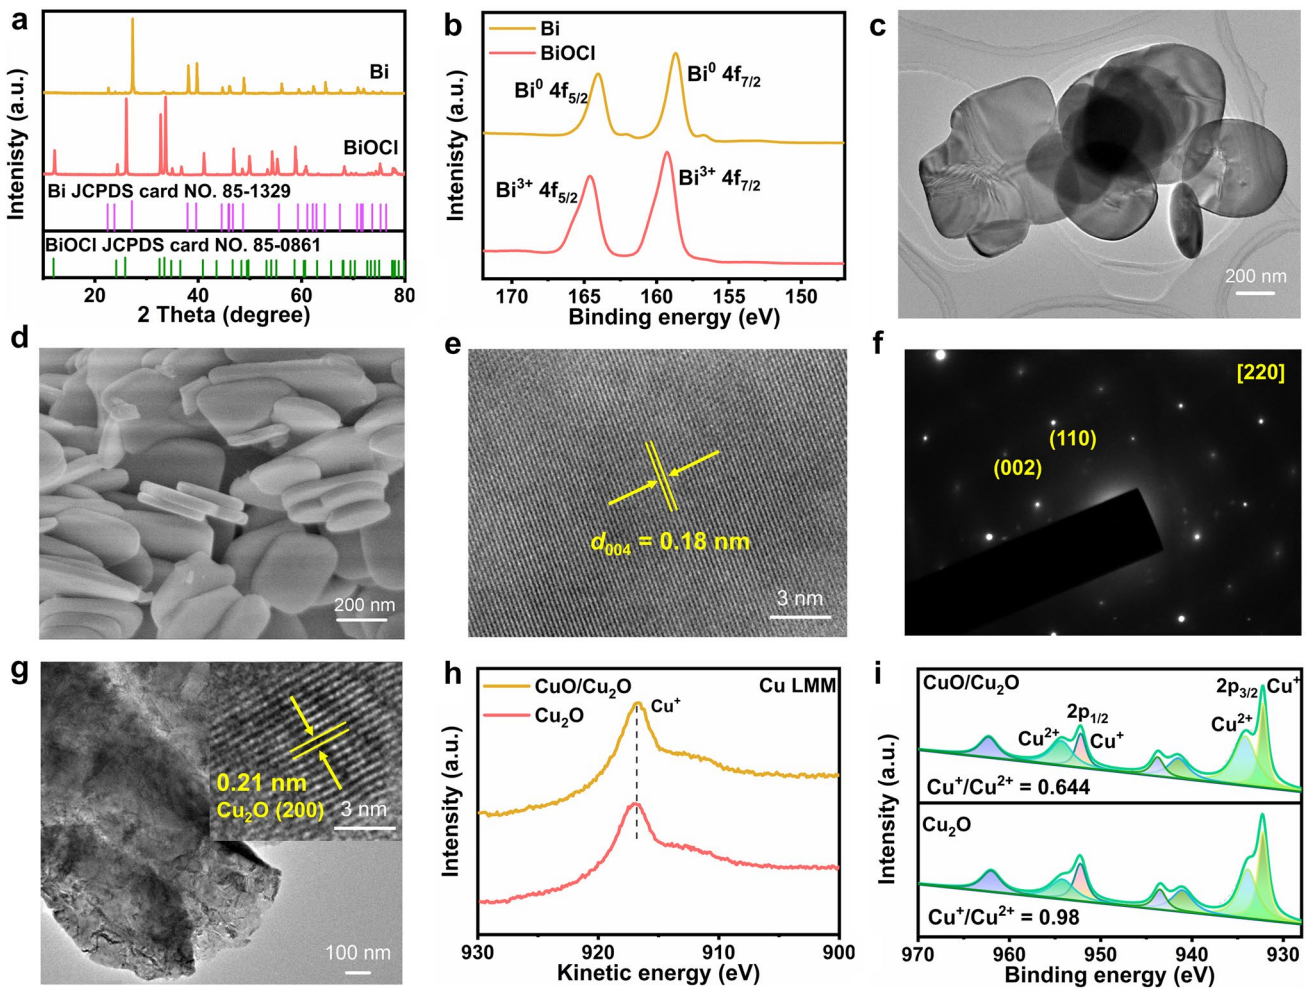 a
Intenisty (a.u.)
Bi
BiOCl
Bi JCPDS card NO. 85-1329
BiOCl JCPDS card NO. 85-0861
20 40 60 80
2 Theta (degree)
b
Intenisty (a.u.)
Bi
BiOCl
Bi⁰ 4f₅/₂
Bi⁰ 4f₇/₂
Bi³⁺ 4f₅/₂
Bi³⁺ 4f₇/₂
170 165 160 155 150
Binding energy (eV)
c
200 nm
d
200 nm
e
d₀₀₄ = 0.18 nm
3 nm
f
[220]
(110)
(002)
g
0.21 nm
Cu₂O (200)
3 nm
100 nm
h
Intensity (a.u.)
CuO/Cu₂O
Cu₂O
Cu LMM
Cu⁺
930 920 910 900
Kinetic energy (eV)
i
Intensity (a.u.)
CuO/Cu₂O
2p₃/₂ Cu⁺
Cu²⁺
2p₁/₂
Cu²⁺ Cu⁺
Cu⁺/Cu²⁺ = 0.644
Cu₂O
Cu⁺/Cu²⁺ = 0.98
970 960 950 940 930
Binding energy (eV)